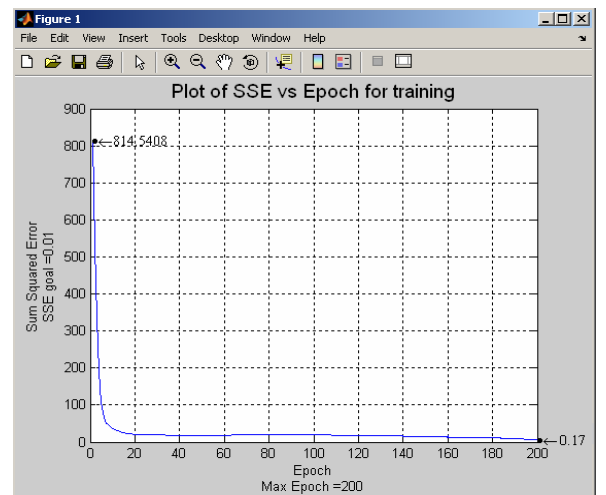 Figure 1
File Edit View Insert Tools Desktop Window Help
Plot of SSE vs Epoch for training
900
800
700
600
500
400
300
200
100
0
←814.5408
←0.17
Sum Squared Error
SSE goal =0.01
0 20 40 60 80 100 120 140 160 180 200
Epoch
Max Epoch =200